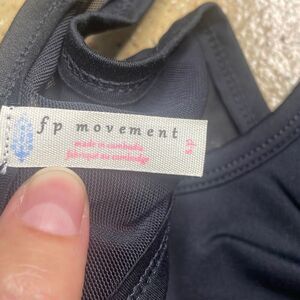 fp movement
made in cambodia
fabriqué au cambodge
s.p